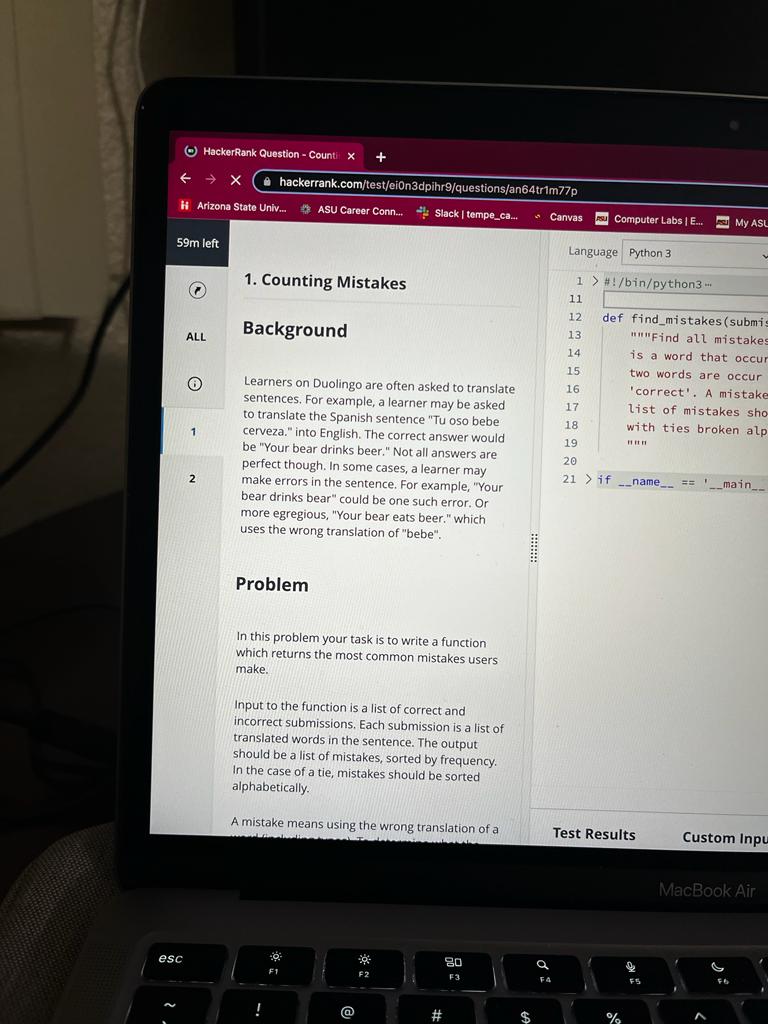 HackerRank Question - Counti
hackerrank.com/test/ei0n3dpihr9/questions/an64tr1m77p
Arizona State Univ... ASU Career Conn... Slack | tempe_ca... Canvas Computer Labs | E... My ASU
59m left
ALL
1
2
1. Counting Mistakes
Background
Learners on Duolingo are often asked to translate
sentences. For example, a learner may be asked
to translate the Spanish sentence "Tu oso bebe
cerveza." into English. The correct answer would
be "Your bear drinks beer." Not all answers are
perfect though. In some cases, a learner may
make errors in the sentence. For example, "Your
bear drinks bear" could be one such error. Or
more egregious, "Your bear eats beer." which
uses the wrong translation of "bebe".
Problem
In this problem your task is to write a function
which returns the most common mistakes users
make.
Input to the function is a list of correct and
incorrect submissions. Each submission is a list of
translated words in the sentence. The output
should be a list of mistakes, sorted by frequency.
In the case of a tie, mistakes should be sorted
alphabetically.
A mistake means using the wrong translation of a
Language Python 3
1 #!/bin/python3
11
12 def find_mistakes(submis
13 """Find all mistakes
14 is a word that occur
15 two words are occur
16 'correct'. A mistake
17 list of mistakes sho
18 with ties broken alp
19 """
20
21 if __name__ == '__main__
Test Results Custom Inpu
MacBook Air
esc F1 F2 F3 F4 F5 F6
~ ! @ # $ % ^